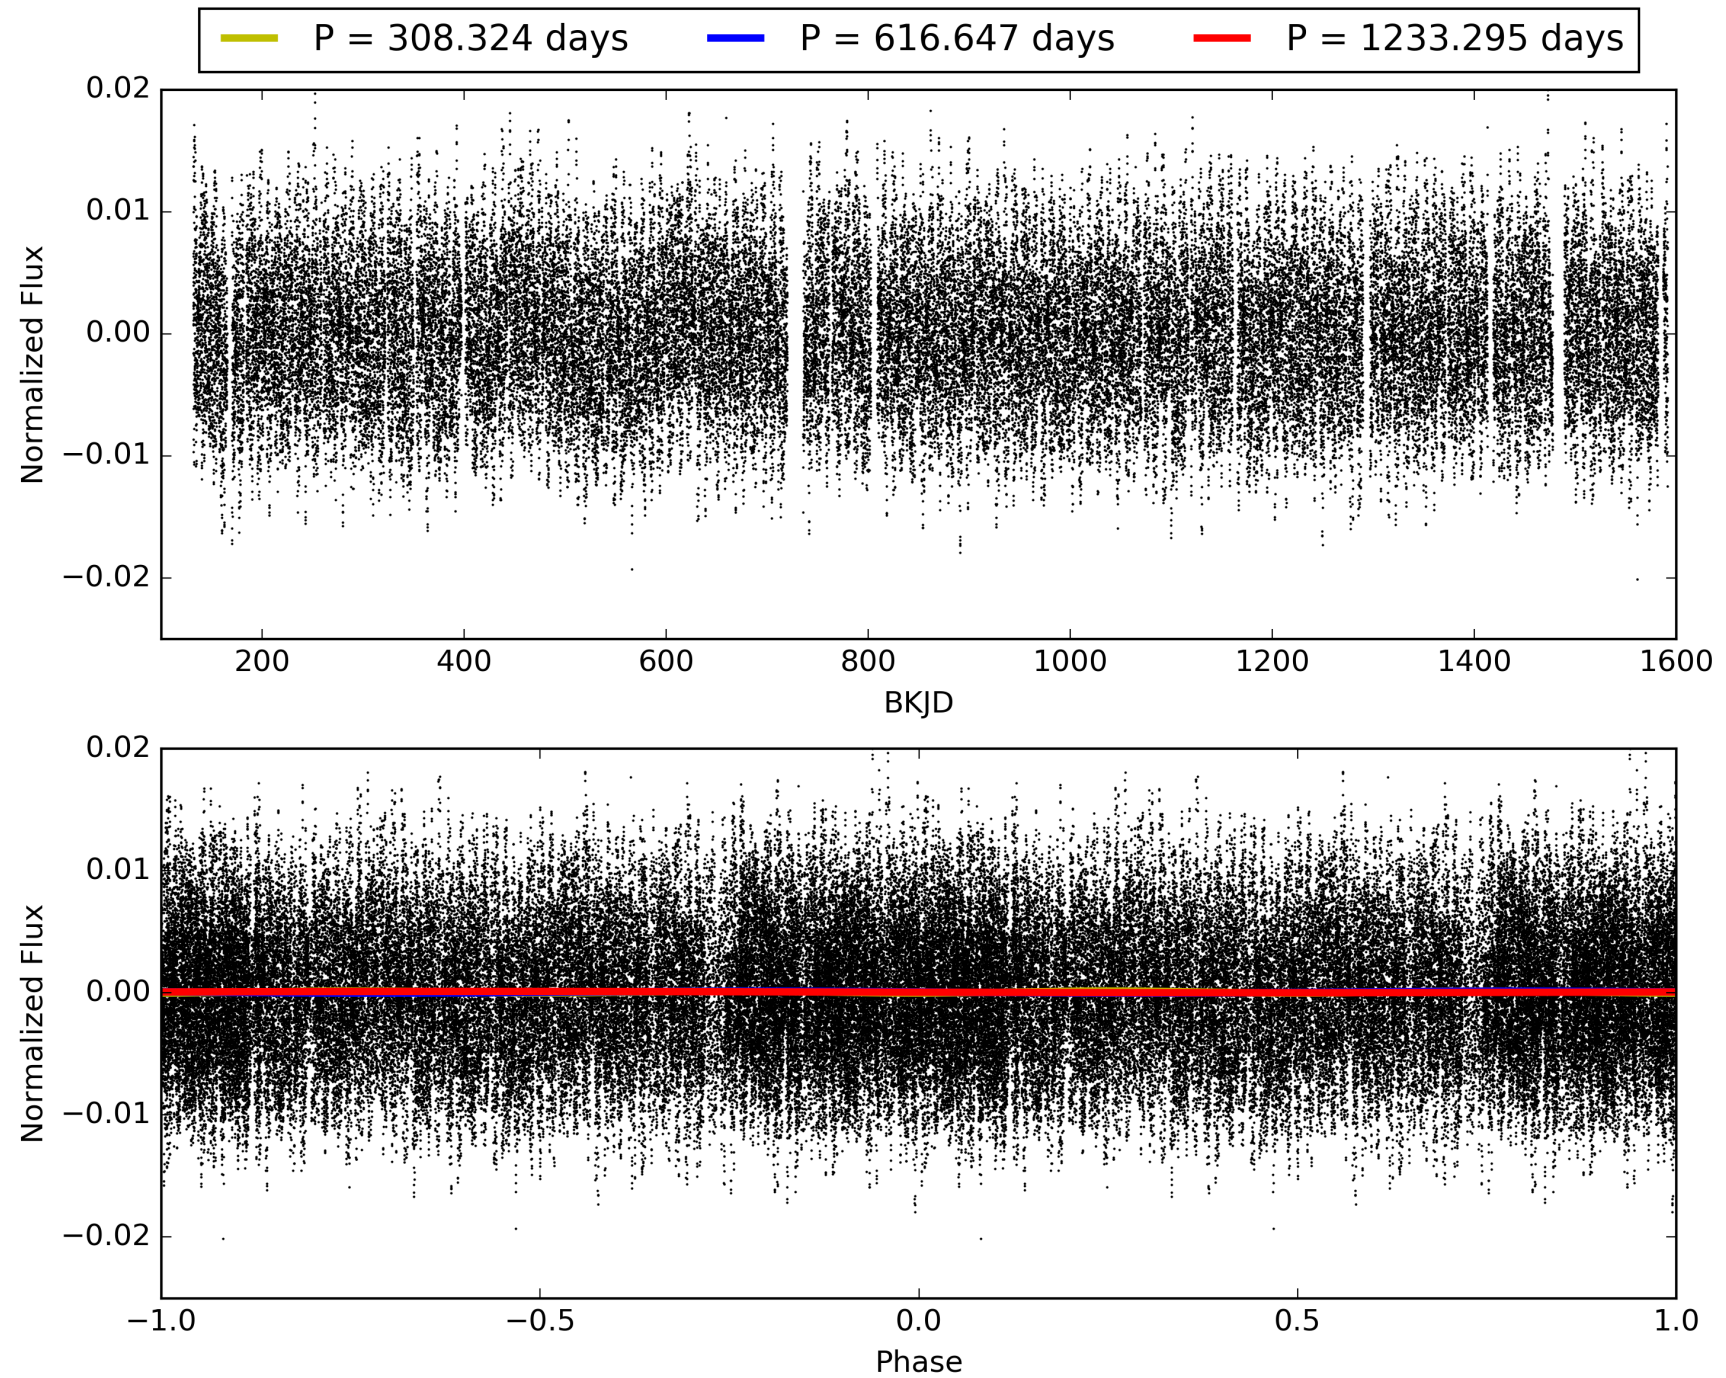 P = 308.324 days P = 616.647 days P = 1233.295 days
0.02
0.01
0.00
−0.01
−0.02
Normalized Flux
200 400 600 800 1000 1200 1400 1600
BKJD
0.02
0.01
0.00
−0.01
−0.02
Normalized Flux
−1.0 −0.5 0.0 0.5 1.0
Phase